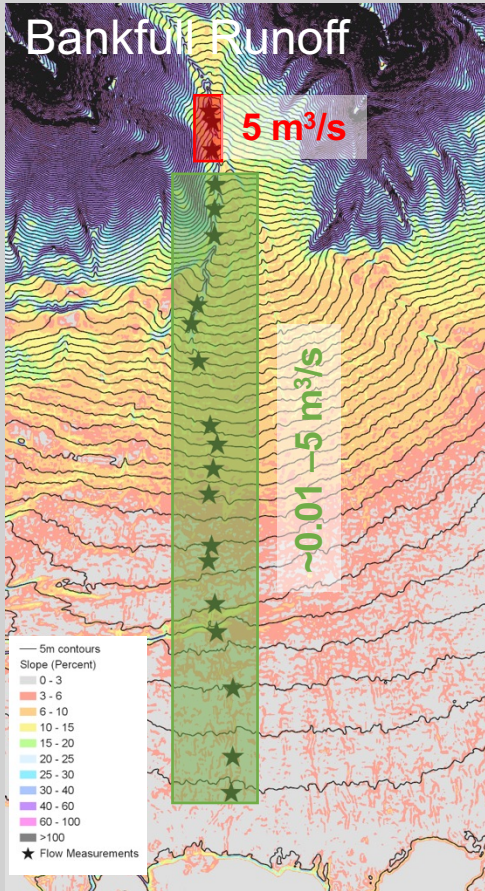 Bankfull Runoff
5 m³/s
~0.01 –5 m³/s
5m contours
Slope (Percent)
0 - 3
3 - 6
6 - 10
10 - 15
15 - 20
20 - 25
25 - 30
30 - 40
40 - 60
60 - 100
>100
Flow Measurements